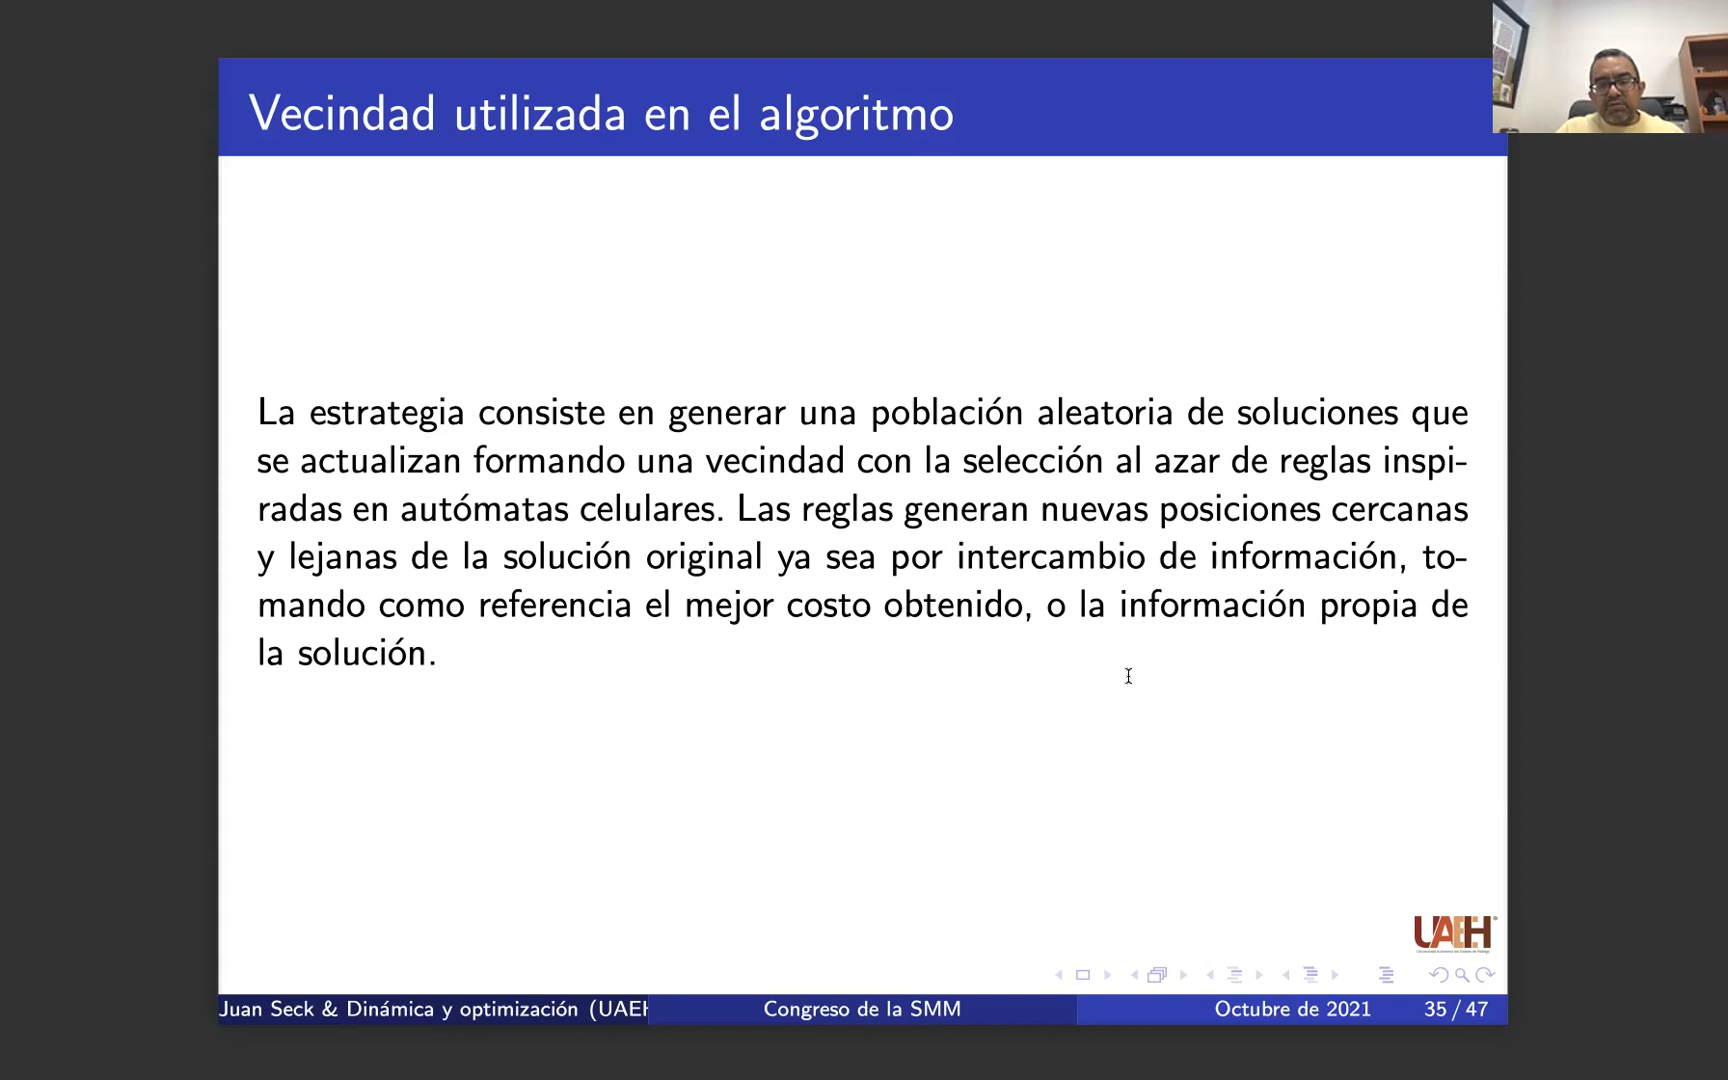 Vecindad utilizada en el algoritmo
La estrategia consiste en generar una población aleatoria de soluciones que
se actualizan formando una vecindad con la selección al azar de reglas inspi-
radas en autómatas celulares. Las reglas generan nuevas posiciones cercanas
y lejanas de la solución original ya sea por intercambio de información, to-
mando como referencia el mejor costo obtenido, o la información propia de
la solución.
UAEH
Juan Seck & Dinámica y optimización (UAEH
Congreso de la SMM
Octubre de 2021
35 / 47